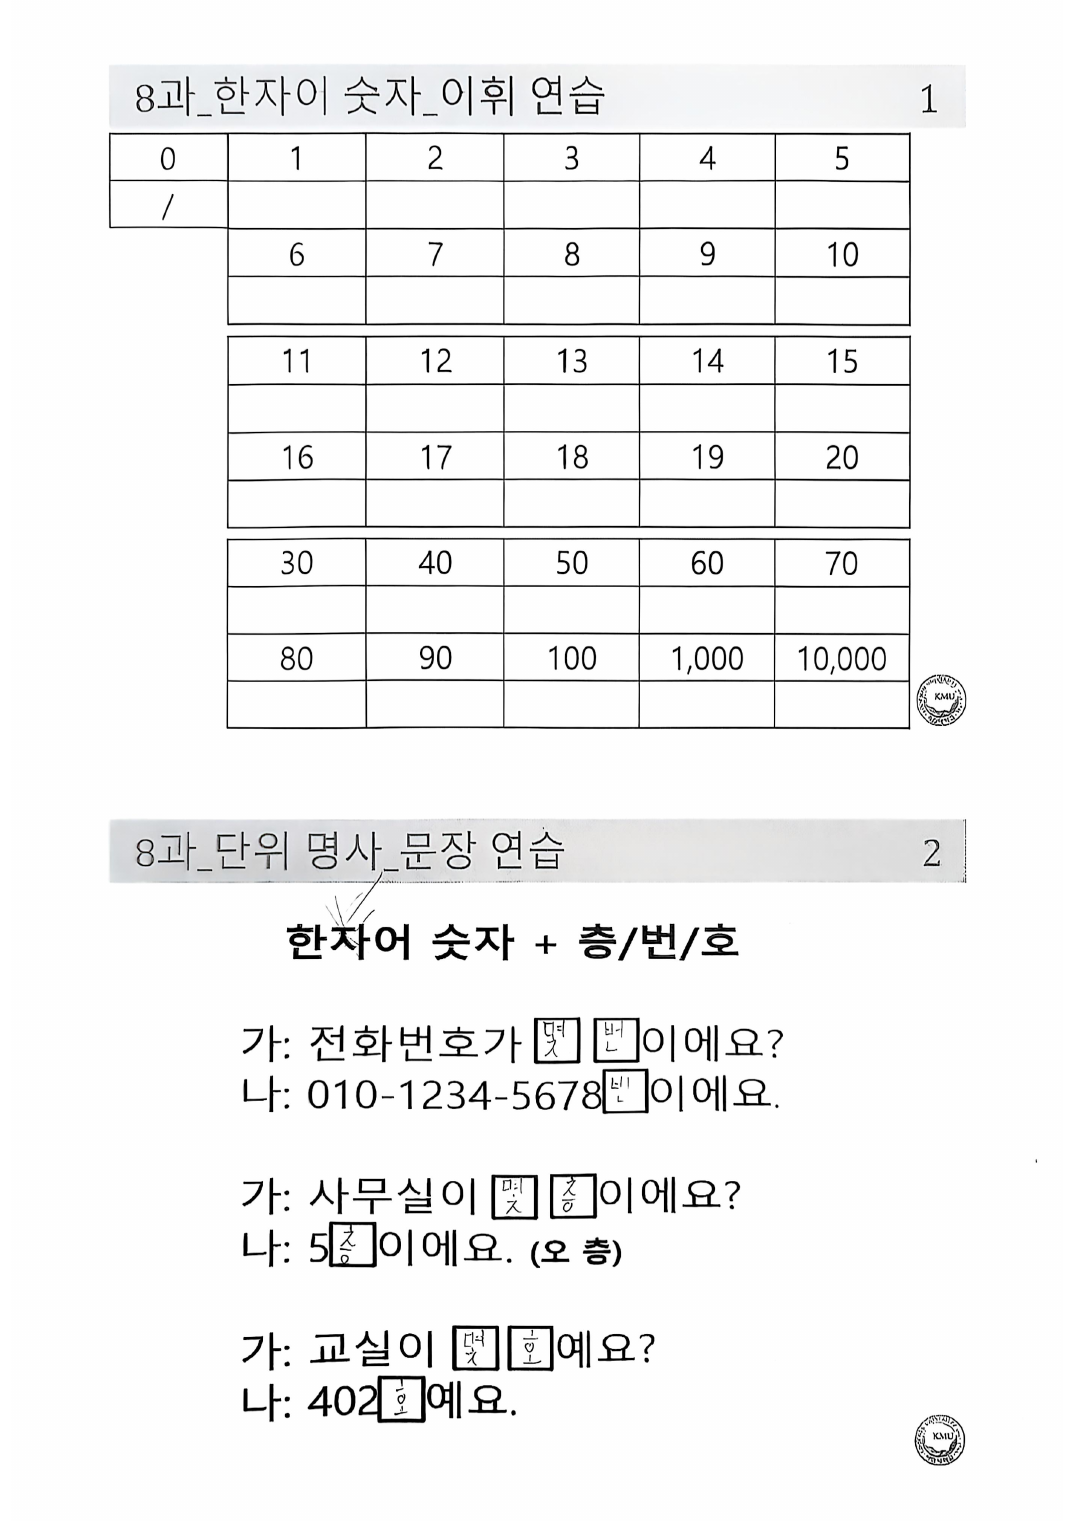 8과_한자어 숫자_어휘 연습 1
0 1 2 3 4 5
/
6 7 8 9 10
11 12 13 14 15
16 17 18 19 20
30 40 50 60 70
80 90 100 1,000 10,000
KMU
8과_단위 명사_문장 연습 2
한자어 숫자 + 층/번/호
가: 전화번호가 몇 번이에요?
나: 010-1234-5678번이에요.
가: 사무실이 몇 층이에요?
나: 5층이에요. (오 층)
가: 교실이 몇 호예요?
나: 402호예요.
KMU